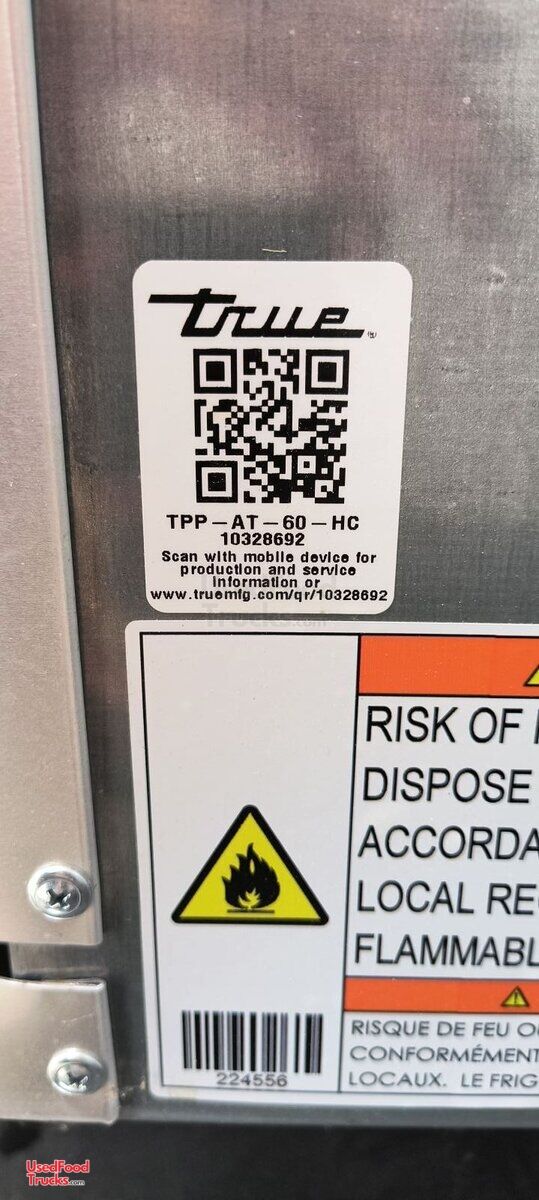 true®
TPP-AT-60-HC
10328692
Scan with mobile device for
production and service
information or
www.truemfg.com/qr/10328692
Trucks.com
RISK OF
DISPOSE
ACCORDA
LOCAL RE
FLAMMABL
RISQUE DE FEU O
CONFORMÉMENT
LOCAUX. LE FRIG
224556
UsedFood
Trucks.com